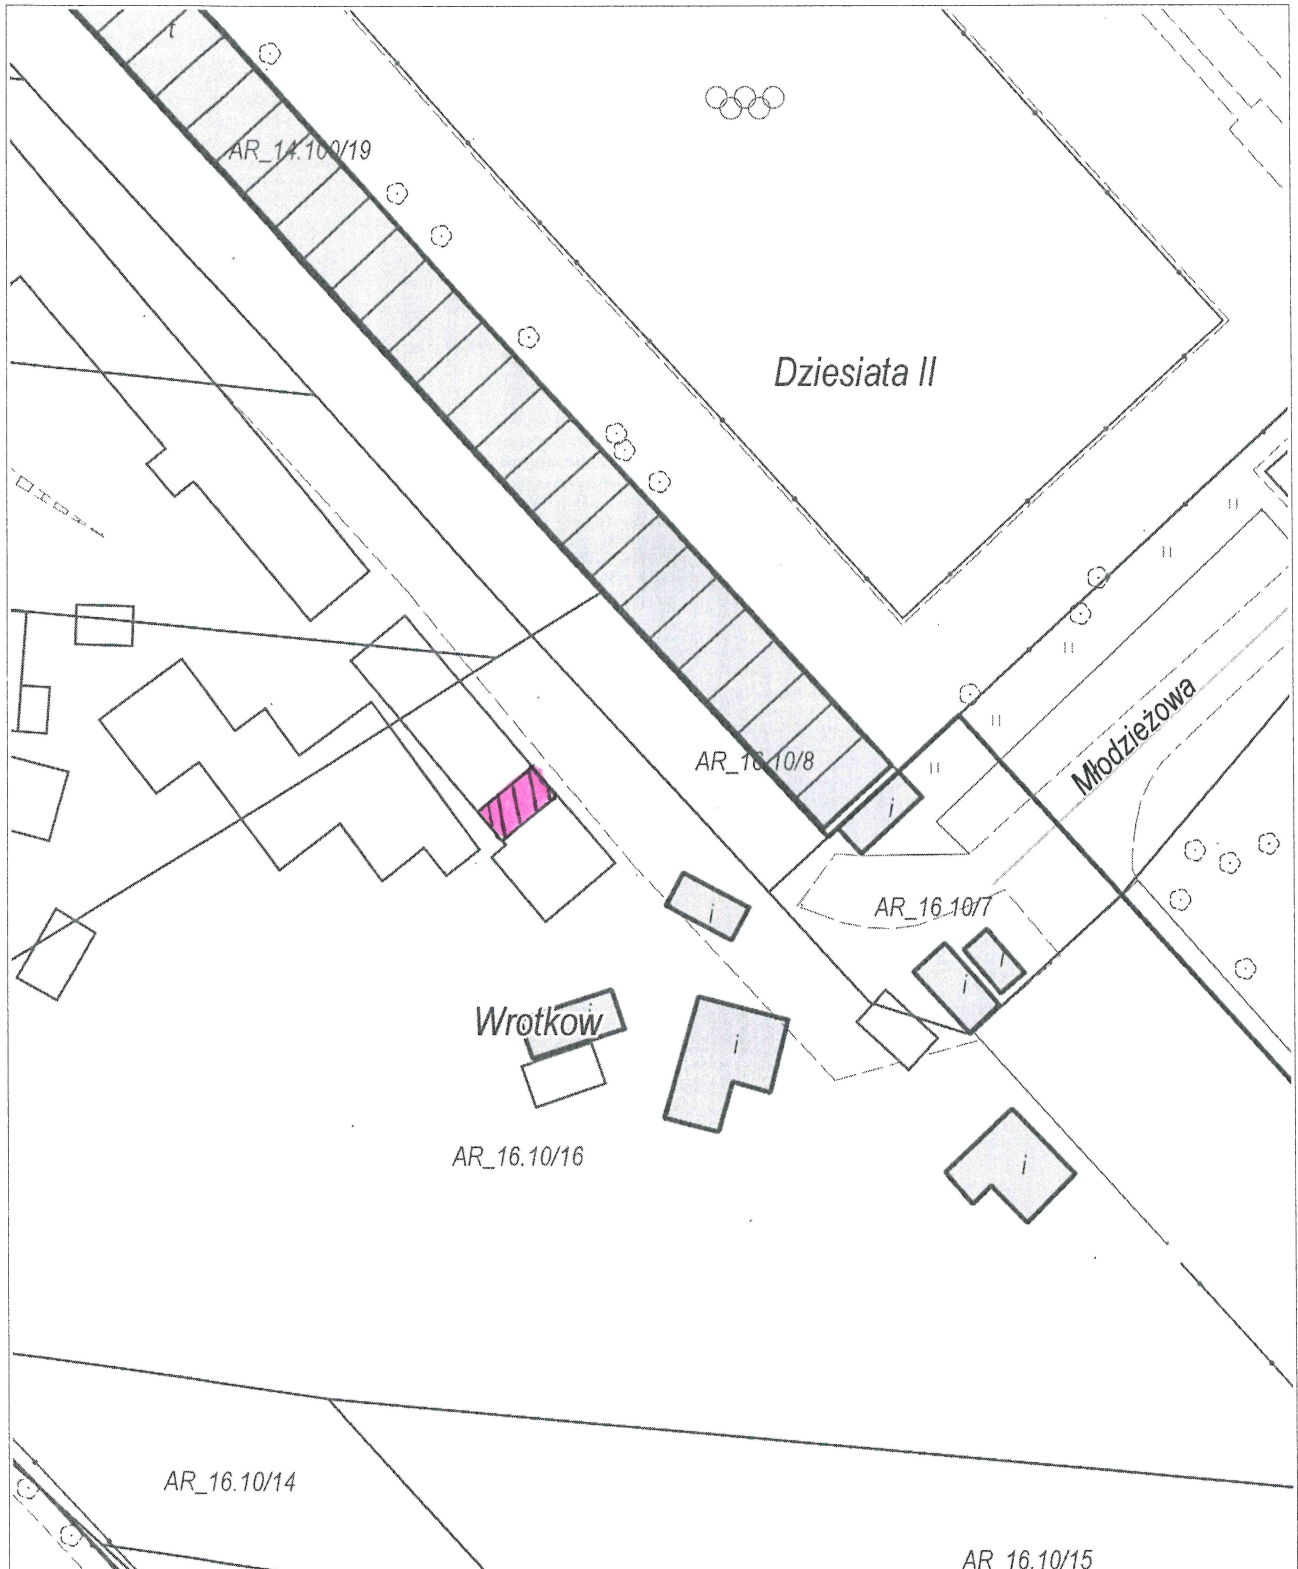 t
AR_14.100/19
Dziesiata II
Młodzieżowa
AR_16.10/8
i
AR_16.10/7
i
i
i
Wrotkow
i
i
AR_16.10/16
i
AR_16.10/14
AR_16.10/15